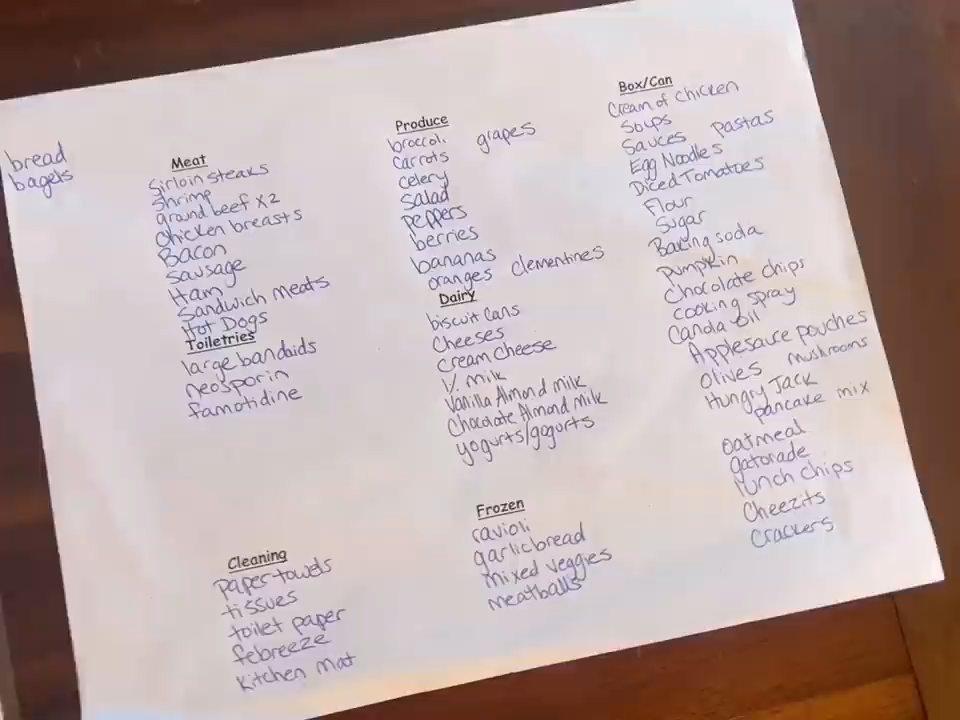 bread
bagels
Meat
Sirloin steaks
Shrimp
ground beef x2
Chicken breasts
Bacon
Sausage
Ham
Sandwich meats
Hot Dogs
Toiletries
large bandaids
neosporin
famotidine
Cleaning
paper towels
tissues
toilet paper
febreeze
kitchen mat
Produce
broccoli
carrots grapes
celery
salad
peppers
berries
bananas
oranges clementines
Dairy
biscuit cans
Cheeses
cream cheese
1% milk
Vanilla Almond milk
Chocolate Almond Milk
yogurts/gogurts
Frozen
ravioli
garlic bread
mixed veggies
meatballs
Box/Can
Cream of chicken
Soups
Sauces Pastas
Egg Noodles
Diced Tomatoes
Flour
Sugar
Baking soda
Pumpkin
Chocolate chips
cooking spray
Canola oil
Applesauce pouches
Olives mushrooms
Hungry Jack
pancake mix
oatmeal
gatorade
lunch chips
Cheezits
Crackers